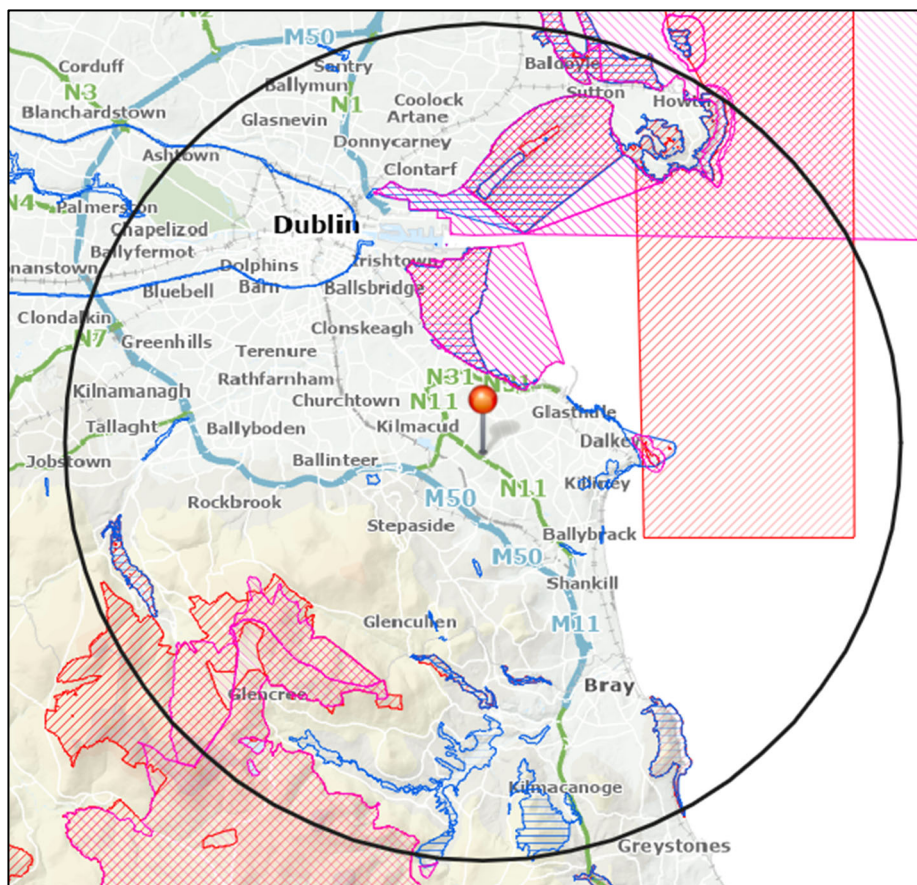 N2
M50
Corduff
Santry
Baldoyle
Ballymun
N3
Sutton
Howth
Coolock
N1
Blanchardstown
Artane
Glasnevin
Donnycarney
Ashtown
Clontarf
N4
Palmerston
Dublin
Chapelizod
Ballyfermot
Irishtown
nanstown
Dolphins
Barn
Ballsbridge
Bluebell
Clondalkin
Clonskeagh
N7
Greenhills
Terenure
N31
N31
Rathfarnham
Kilnamanagh
Churchtown
N11
Glasthule
Tallaght
Ballyboden
Kilmacud
Dalkey
Jobstown
Ballinteer
Killiney
N11
M50
Rockbrook
Stepaside
Ballybrack
M50
Shankill
Glencullen
M11
Glencree
Bray
Kilmacanoge
Greystones